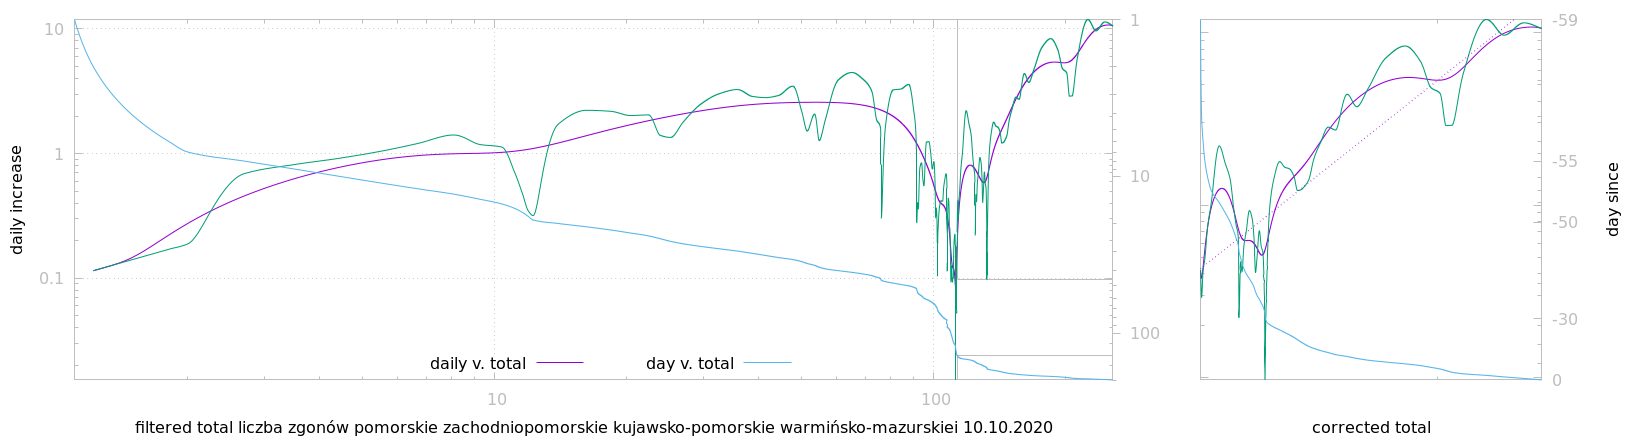 10
1
0.1
daily increase
daily v. total
day v. total
10
100
1
10
100
filtered total liczba zgonów pomorskie zachodniopomorskie kujawsko-pomorskie warmińsko-mazurskiei 10.10.2020
-59
-55
-50
-30
0
day since
corrected total